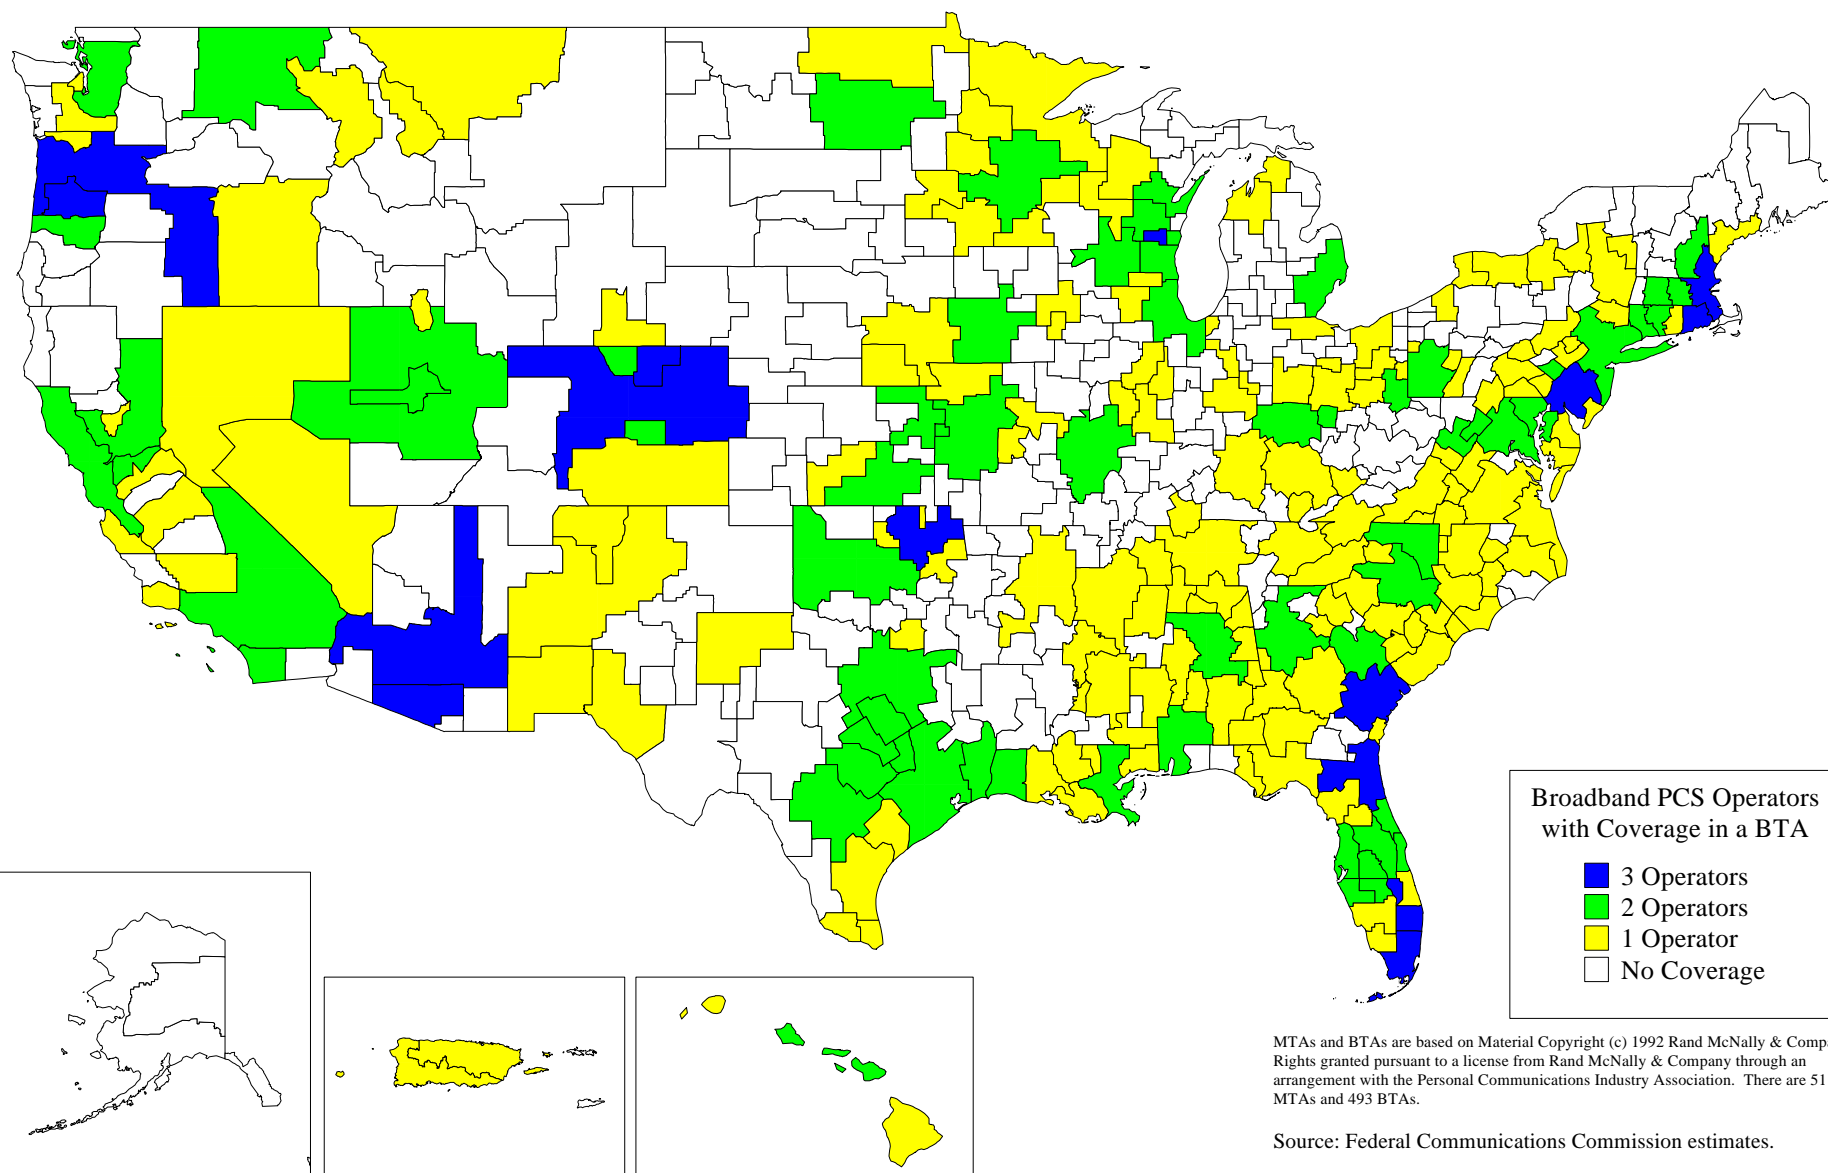 Broadband PCS Operators
with Coverage in a BTA
3 Operators
2 Operators
1 Operator
No Coverage
MTAs and BTAs are based on Material Copyright (c) 1992 Rand McNally & Compa
Rights granted pursuant to a license from Rand McNally & Company through an
arrangement with the Personal Communications Industry Association. There are 51
MTAs and 493 BTAs.
Source: Federal Communications Commission estimates.